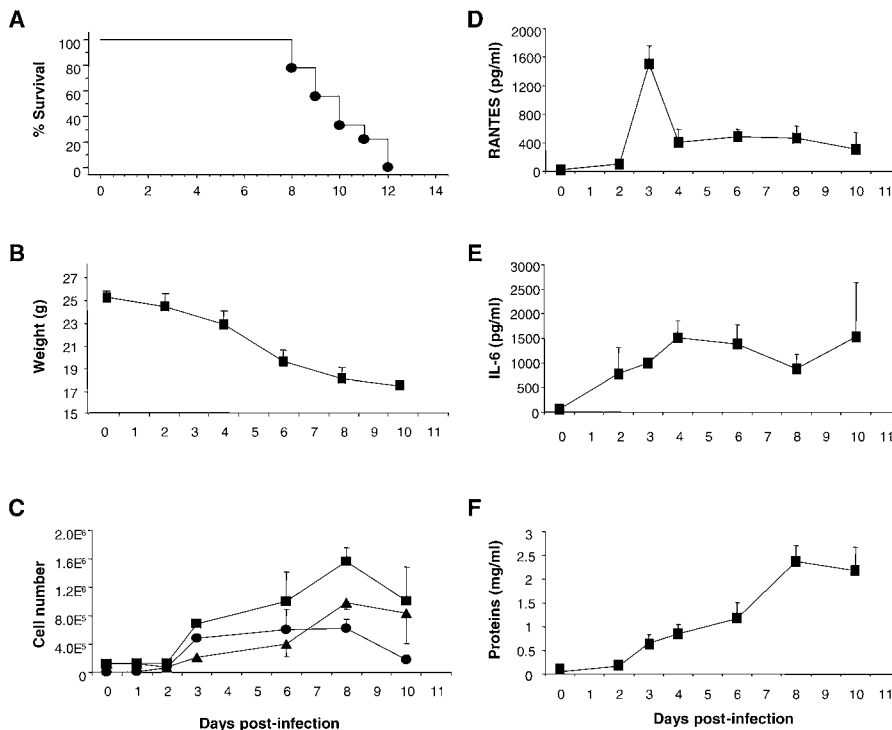 A
% Survival
100
80
60
40
20
0
0 2 4 6 8 10 12 14
B
Weight (g)
27
25
23
21
19
17
15
0 1 2 3 4 5 6 7 8 9 10 11
C
Cell number
2.0E⁶
1.6E⁶
1.2E⁶
8.0E⁵
4.0E⁵
0
0 1 2 3 4 5 6 7 8 9 10 11
Days post-infection
D
RANTES (pg/ml)
2000
1600
1200
800
400
0
0 1 2 3 4 5 6 7 8 9 10 11
E
IL-6 (pg/ml)
3000
2500
2000
1500
1000
500
0
0 1 2 3 4 5 6 7 8 9 10 11
F
Proteins (mg/ml)
3
2.5
2
1.5
1
0.5
0
0 1 2 3 4 5 6 7 8 9 10 11
Days post-infection